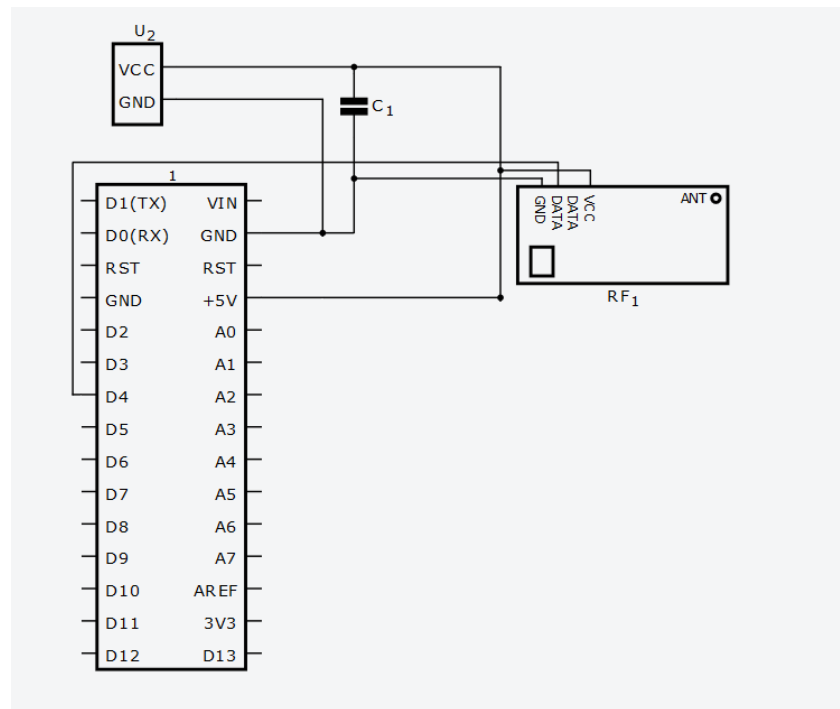 U2
VCC
GND
C1
1
D1(TX) VIN
D0(RX) GND
RST RST
GND +5V
D2 A0
D3 A1
D4 A2
D5 A3
D6 A4
D7 A5
D8 A6
D9 A7
D10 AREF
D11 3V3
D12 D13
GND
DATA
DATA
VCC
ANT
RF1